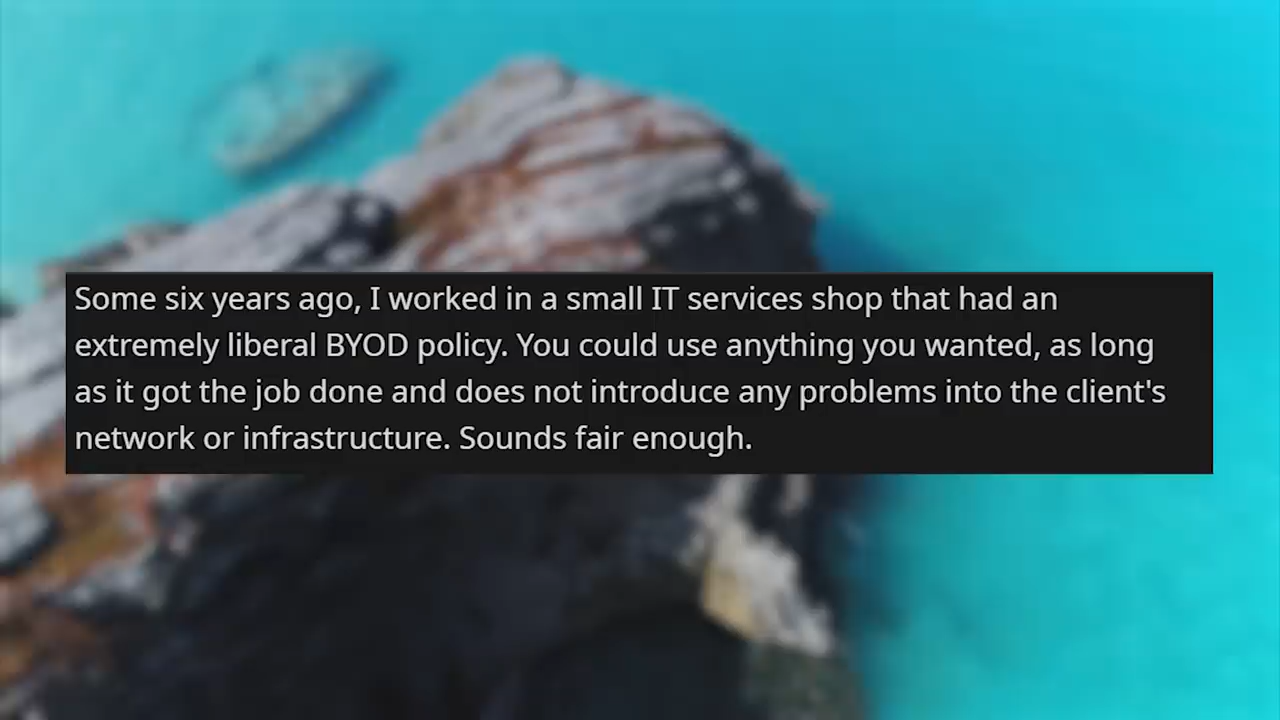 Some six years ago, I worked in a small IT services shop that had an
extremely liberal BYOD policy. You could use anything you wanted, as long
as it got the job done and does not introduce any problems into the client's
network or infrastructure. Sounds fair enough.